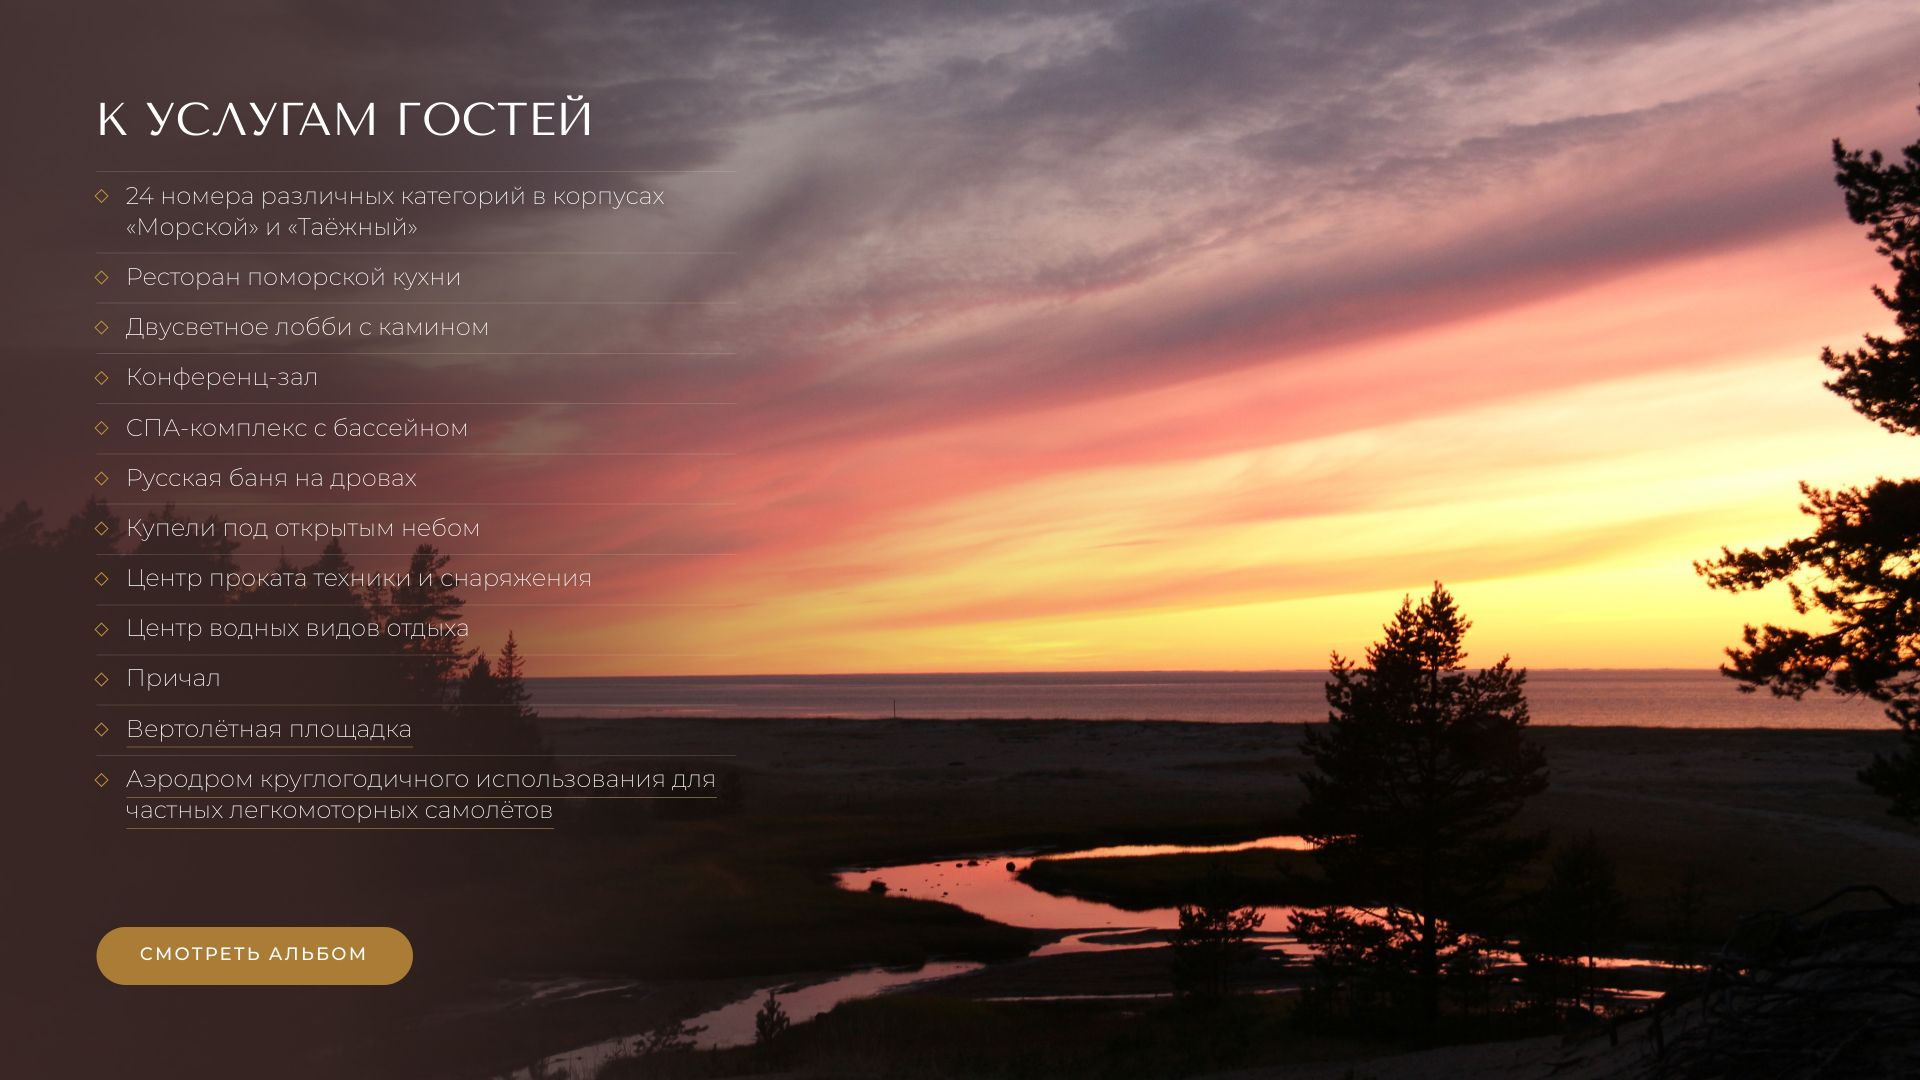 К УСЛУГАМ ГОСТЕЙ
24 номера различных категорий в корпусах
«Морской» и «Таёжный»
Ресторан поморской кухни
Двусветное лобби с камином
Конференц-зал
СПА-комплекс с бассейном
Русская баня на дровах
Купели под открытым небом
Центр проката техники и снаряжения
Центр водных видов отдыха
Причал
Вертолётная площадка
Аэродром круглогодичного использования для
частных легкомоторных самолётов
СМОТРЕТЬ АЛЬБОМ